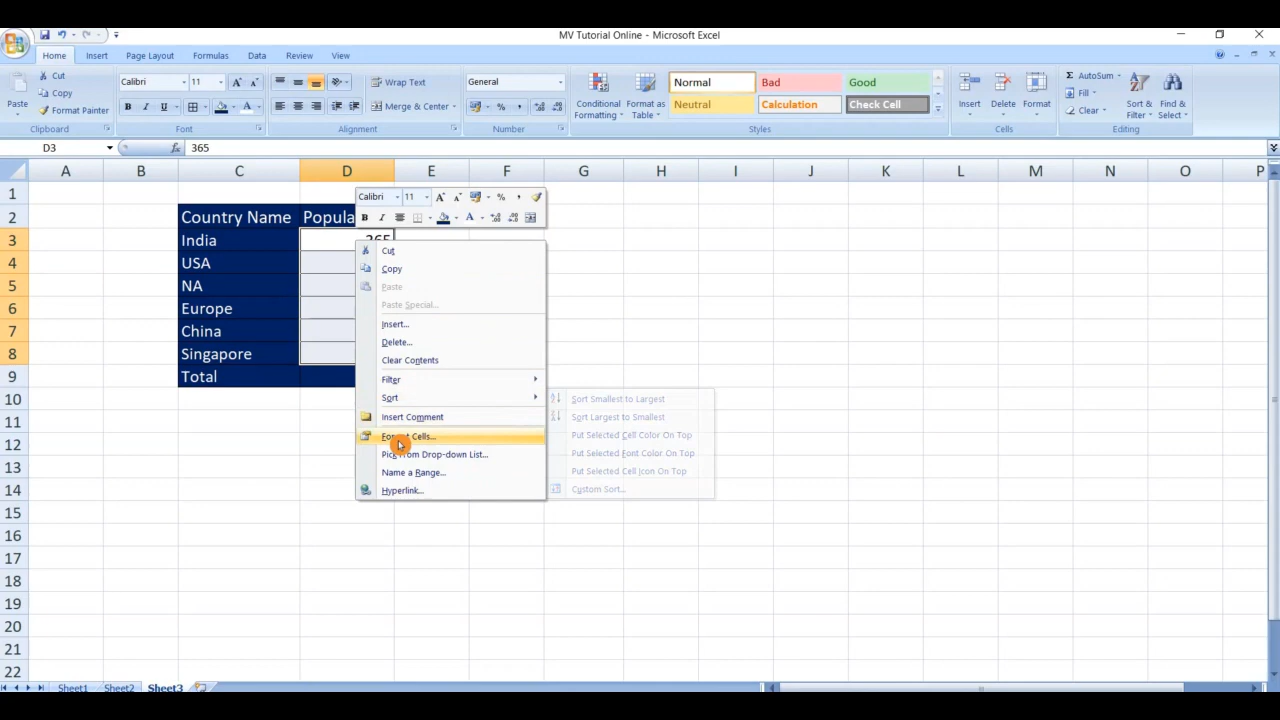 MV Tutorial Online - Microsoft Excel
Home Insert Page Layout Formulas Data Review View
Paste
Cut
Copy
Format Painter
Clipboard
Calibri 11
B I U A
Font
Wrap Text
Merge & Center
Alignment
General
%
Number
Conditional
Formatting
Format as
Table
Normal Bad Good
Neutral Calculation Check Cell
Styles
Insert Delete Format
Cells
AutoSum
Fill
Clear
Sort &
Filter
Find &
Select
Editing
D3 fx 365
A B C D E F G H I J K L M N O P
1
2 Country Name Popula
3 India 365
4 USA
5 NA
6 Europe
7 China
8 Singapore
9 Total
10
11
12
13
14
15
16
17
18
19
20
21
22
Calibri 11 A A % ,
B I A
Cut
Copy
Paste
Paste Special...
Insert...
Delete...
Clear Contents
Filter
Sort
Insert Comment
Format Cells...
Pick From Drop-down List...
Name a Range...
Hyperlink...
Sort Smallest to Largest
Sort Largest to Smallest
Put Selected Cell Color On Top
Put Selected Font Color On Top
Put Selected Cell Icon On Top
Custom Sort...
Sheet1 Sheet2 Sheet3